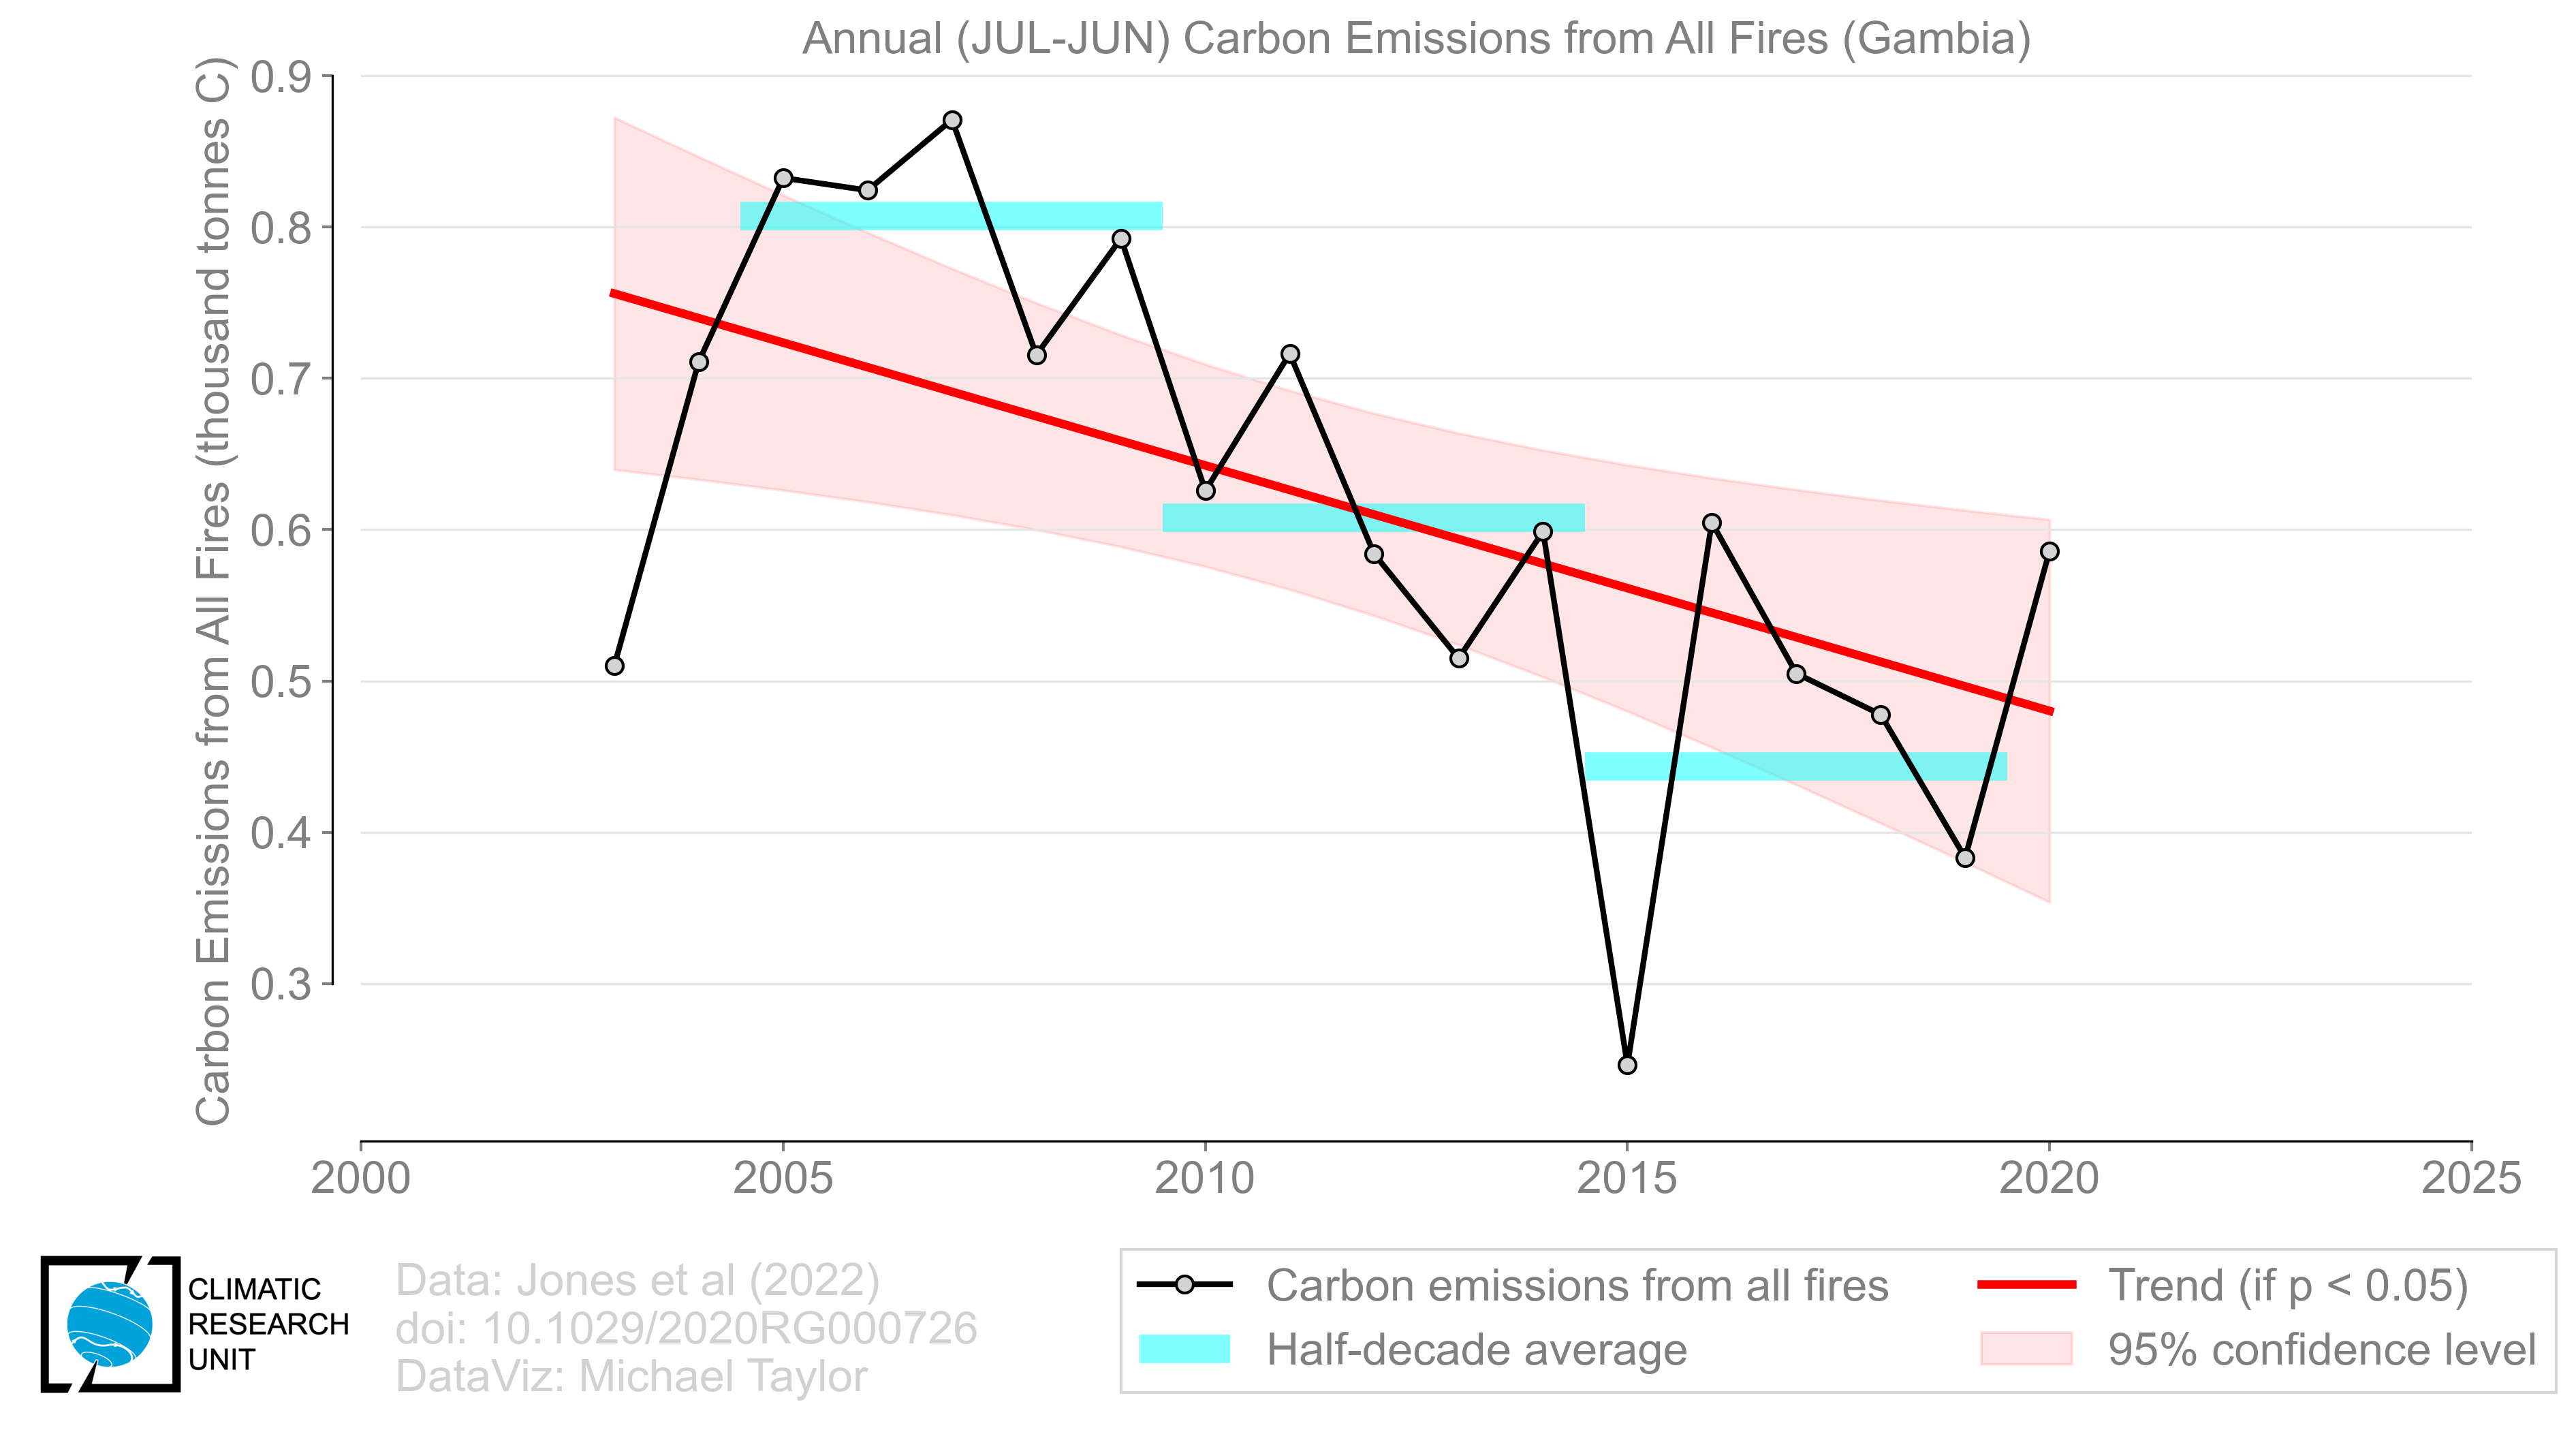 Annual (JUL-JUN) Carbon Emissions from All Fires (Gambia)
Carbon Emissions from All Fires (thousand tonnes C)
0.9
0.8
0.7
0.6
0.5
0.4
0.3
2000 2005 2010 2015 2020 2025
CLIMATIC
RESEARCH
UNIT
Data: Jones et al (2022)
doi: 10.1029/2020RG000726
DataViz: Michael Taylor
Carbon emissions from all fires
Half-decade average
Trend (if p < 0.05)
95% confidence level